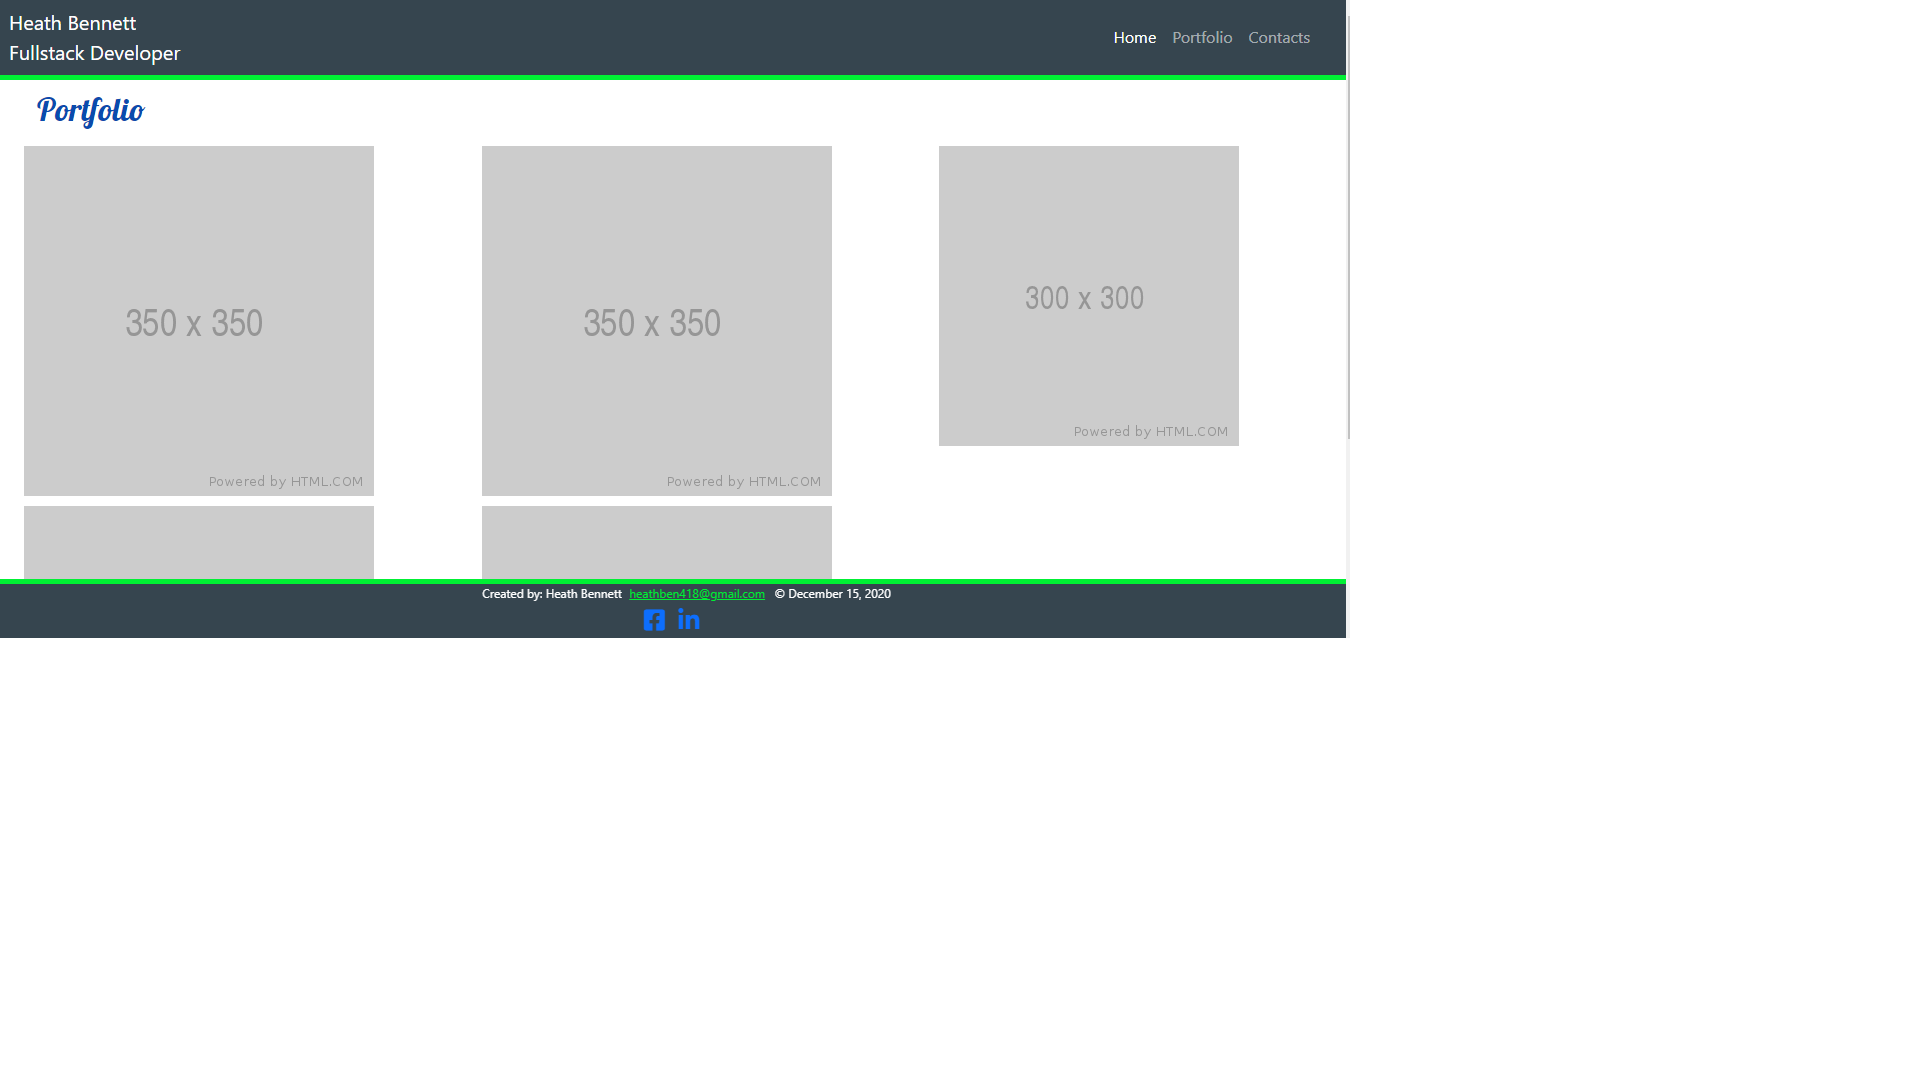 Heath Bennett
Fullstack Developer
Home Portfolio Contacts
Portfolio
350 x 350
Powered by HTML.COM
350 x 350
Powered by HTML.COM
300 x 300
Powered by HTML.COM
Created by: Heath Bennett heathben418@gmail.com © December 15, 2020